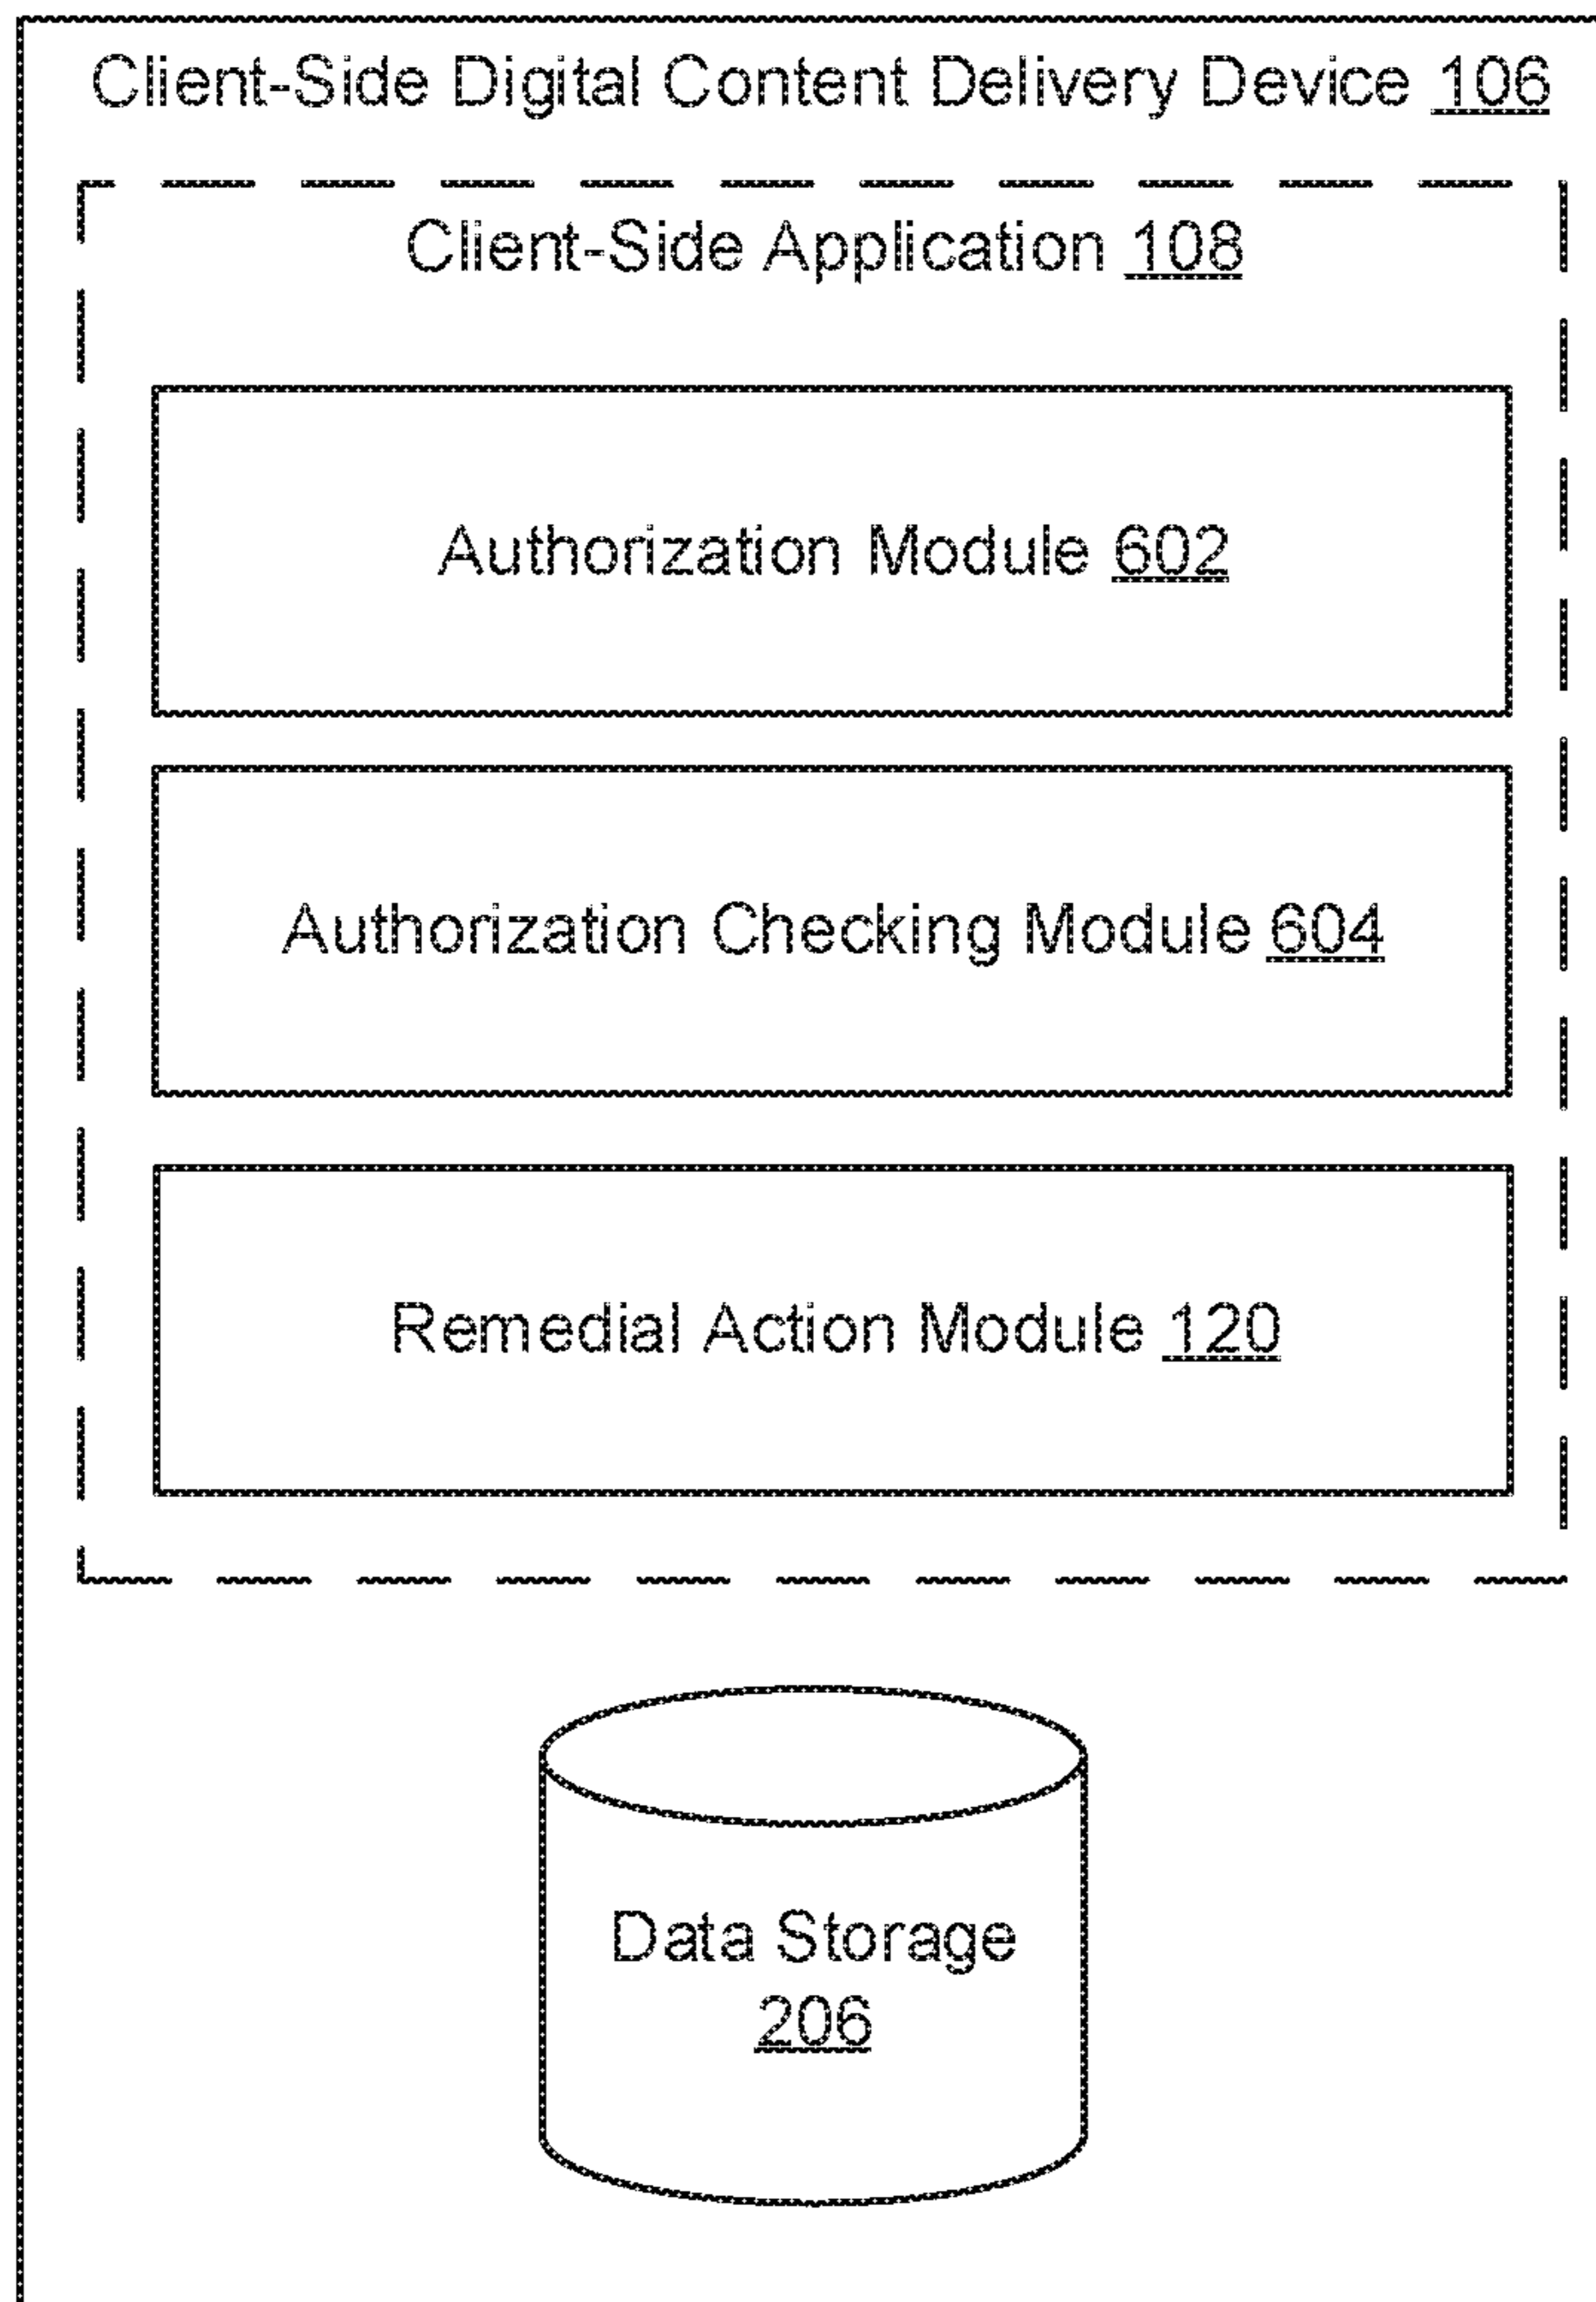 Client-Side Digital Content Delivery Device 106
Client-Side Application 108
Authorization Module 602
Authorization Checking Module 604
Remedial Action Module 120
Data Storage
206